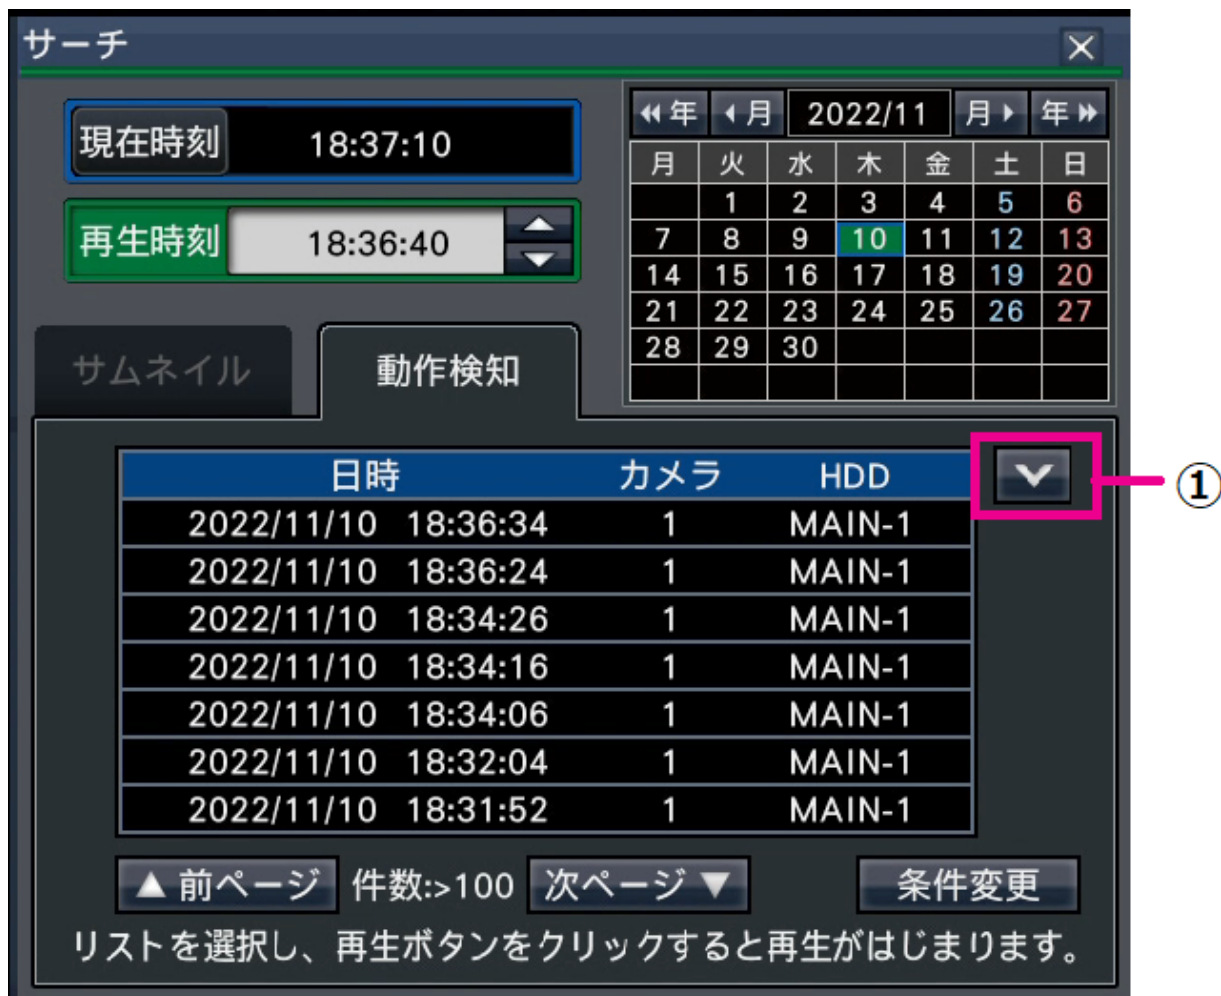 サーチ
現在時刻 18:37:10
再生時刻 18:36:40
年 月 2022/11 月 年
月 火 水 木 金 土 日
1 2 3 4 5 6
7 8 9 10 11 12 13
14 15 16 17 18 19 20
21 22 23 24 25 26 27
28 29 30
サムネイル 動作検知
日時 カメラ HDD
①
2022/11/10 18:36:34 1 MAIN-1
2022/11/10 18:36:24 1 MAIN-1
2022/11/10 18:34:26 1 MAIN-1
2022/11/10 18:34:16 1 MAIN-1
2022/11/10 18:34:06 1 MAIN-1
2022/11/10 18:32:04 1 MAIN-1
2022/11/10 18:31:52 1 MAIN-1
▲ 前ページ 件数:>100 次ページ ▼ 条件変更
リストを選択し、再生ボタンをクリックすると再生がはじまります。